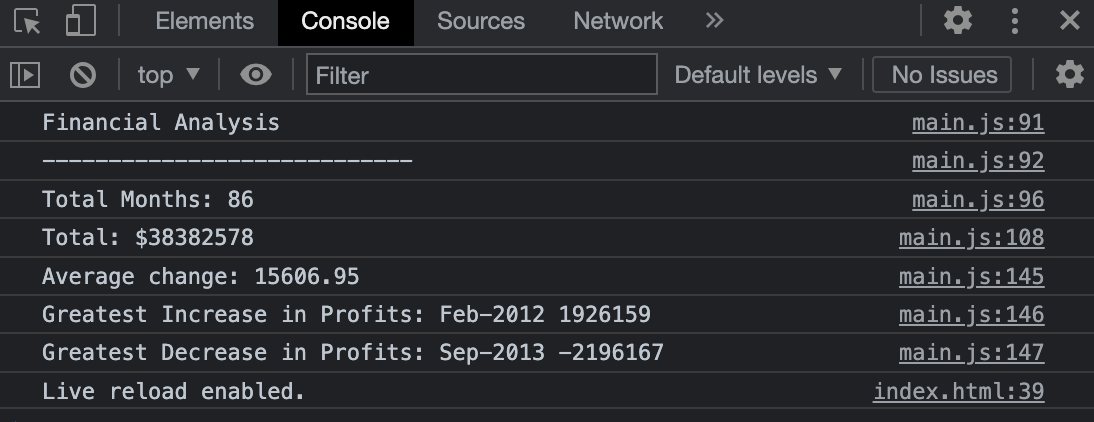 Elements Console Sources Network »
top ▼ Filter Default levels ▼ No Issues
Financial Analysis main.js:91
---------------------------- main.js:92
Total Months: 86 main.js:96
Total: $38382578 main.js:108
Average change: 15606.95 main.js:145
Greatest Increase in Profits: Feb-2012 1926159 main.js:146
Greatest Decrease in Profits: Sep-2013 -2196167 main.js:147
Live reload enabled. index.html:39